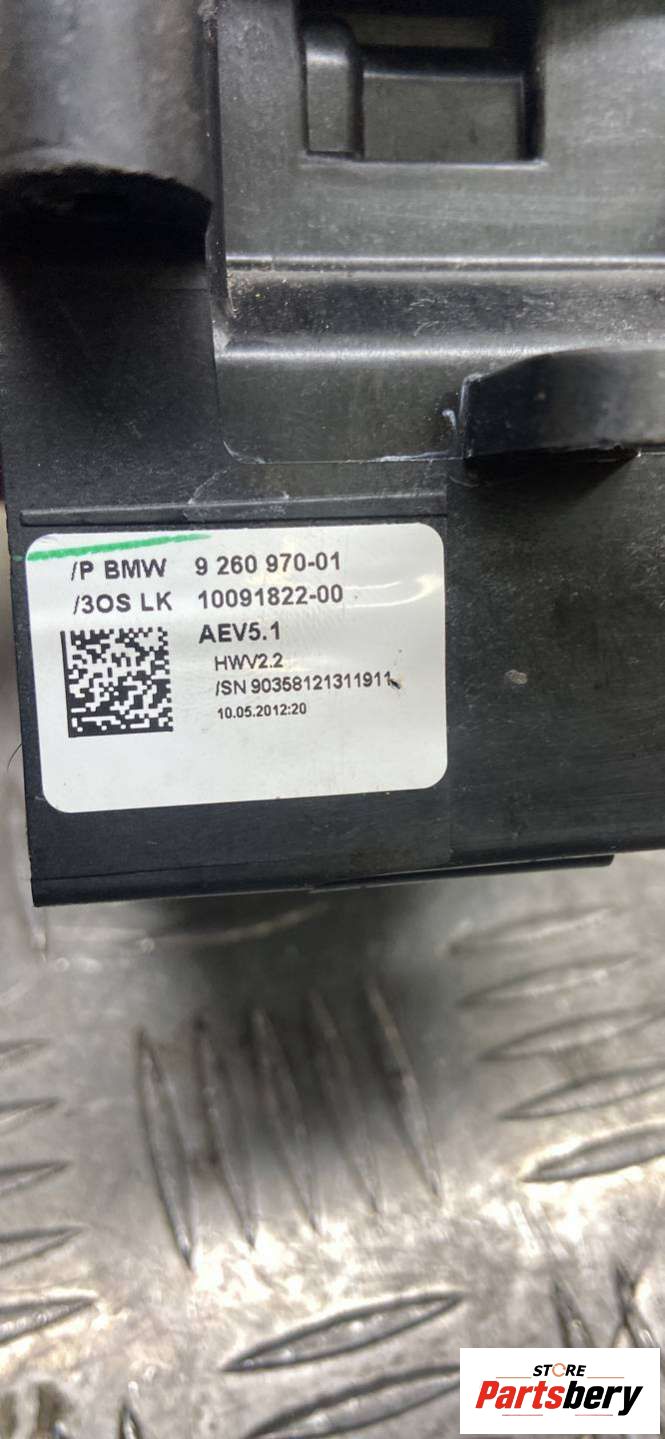 /P BMW 9 260 970-01
/3OS LK 10091822-00
AEV5.1
HWV2.2
/SN 90358121311911
10.05.2012:20
STORE
Partsbery